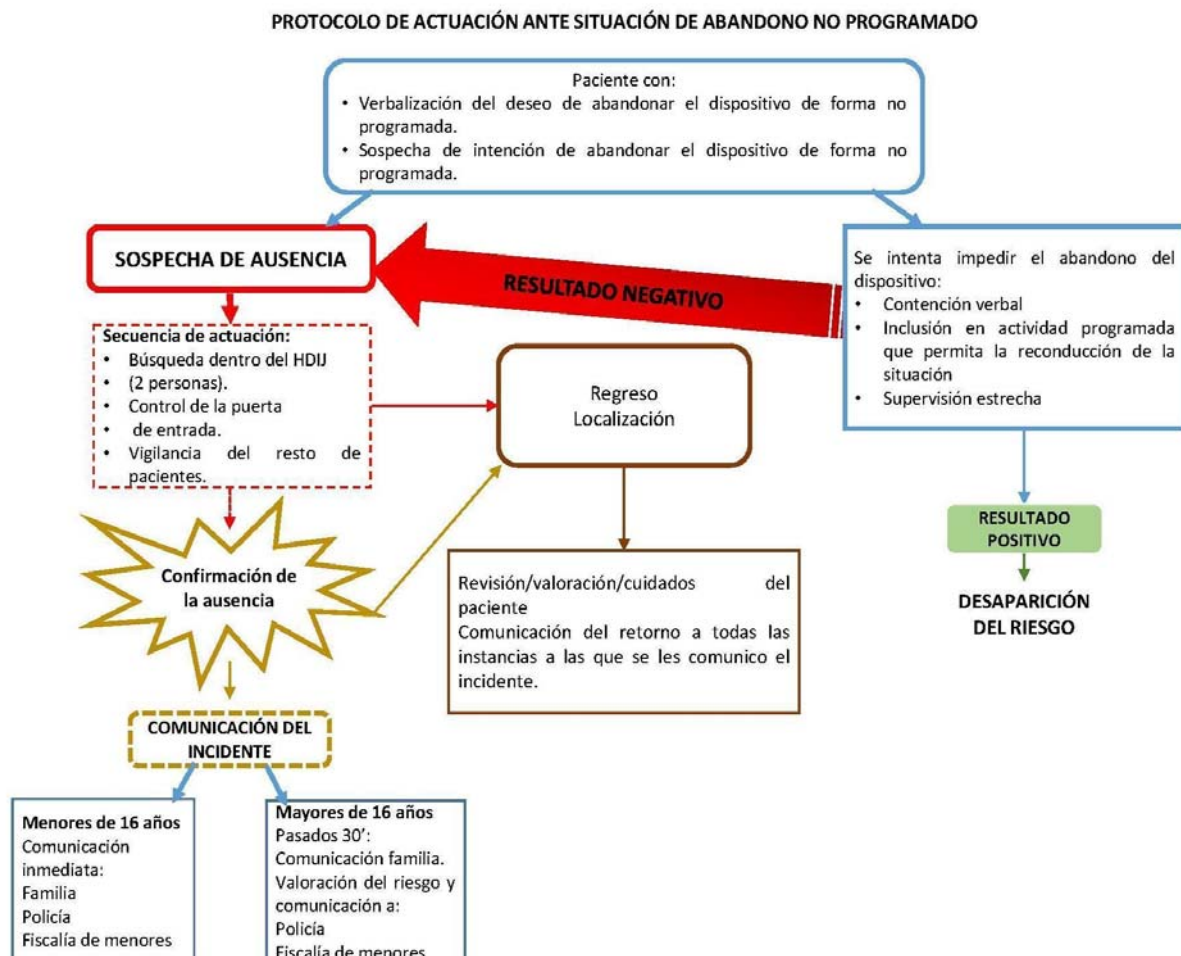 PROTOCOLO DE ACTUACIÓN ANTE SITUACIÓN DE ABANDONO NO PROGRAMADO
Paciente con:
• Verbalización del deseo de abandonar el dispositivo de forma no
programada.
• Sospecha de intención de abandonar el dispositivo de forma no
programada.
SOSPECHA DE AUSENCIA
RESULTADO NEGATIVO
Se intenta impedir el abandono del
dispositivo:
• Contención verbal
• Inclusión en actividad programada
que permita la reconducción de la
situación
• Supervisión estrecha
Secuencia de actuación:
• Búsqueda dentro del HDIJ
• (2 personas).
• Control de la puerta
• de entrada.
• Vigilancia del resto de
pacientes.
Regreso
Localización
RESULTADO
POSITIVO
DESAPARICIÓN
DEL RIESGO
Confirmación de
la ausencia
Revisión/valoración/cuidados del
paciente
Comunicación del retorno a todas las
instancias a las que se les comunico el
incidente.
COMUNICACIÓN DEL
INCIDENTE
Menores de 16 años
Comunicación
inmediata:
Familia
Policía
Fiscalía de menores
Mayores de 16 años
Pasados 30':
Comunicación familia.
Valoración del riesgo y
comunicación a:
Policía
Fiscalía de menores